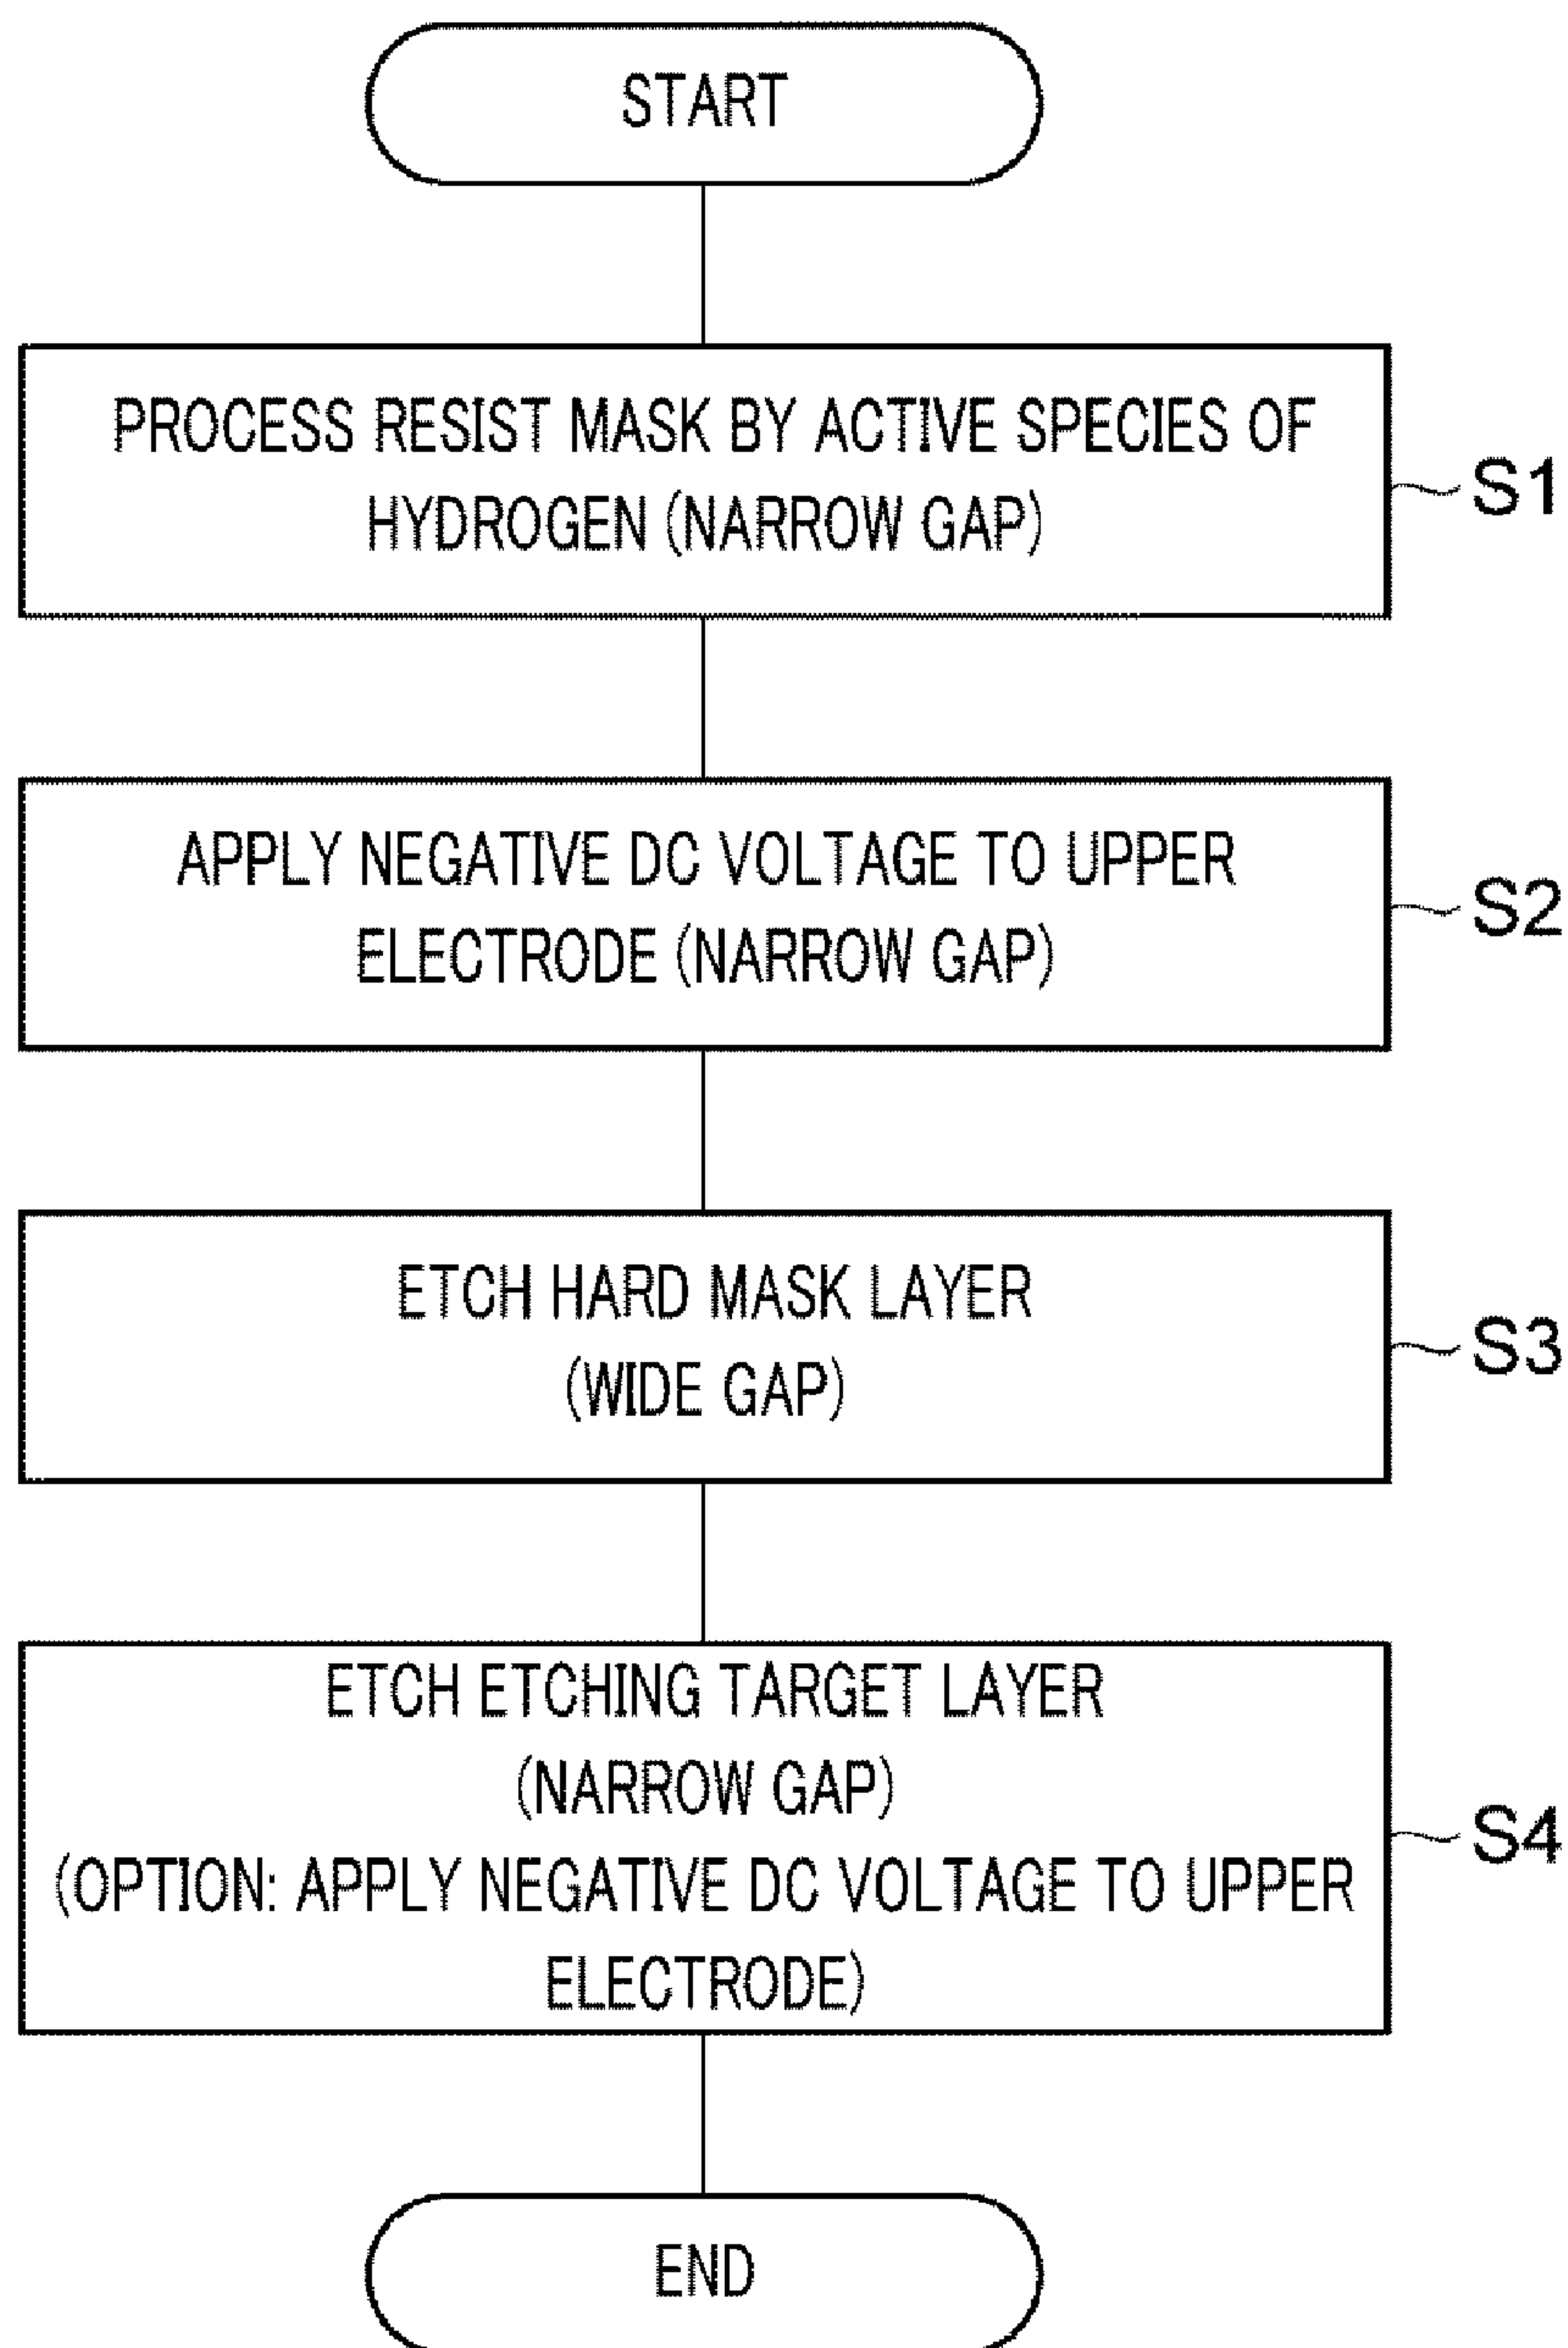 START
PROCESS RESIST MASK BY ACTIVE SPECIES OF
HYDROGEN (NARROW GAP)
S1
APPLY NEGATIVE DC VOLTAGE TO UPPER
ELECTRODE (NARROW GAP)
S2
ETCH HARD MASK LAYER
(WIDE GAP)
S3
ETCH ETCHING TARGET LAYER
(NARROW GAP)
(OPTION: APPLY NEGATIVE DC VOLTAGE TO UPPER
ELECTRODE)
S4
END